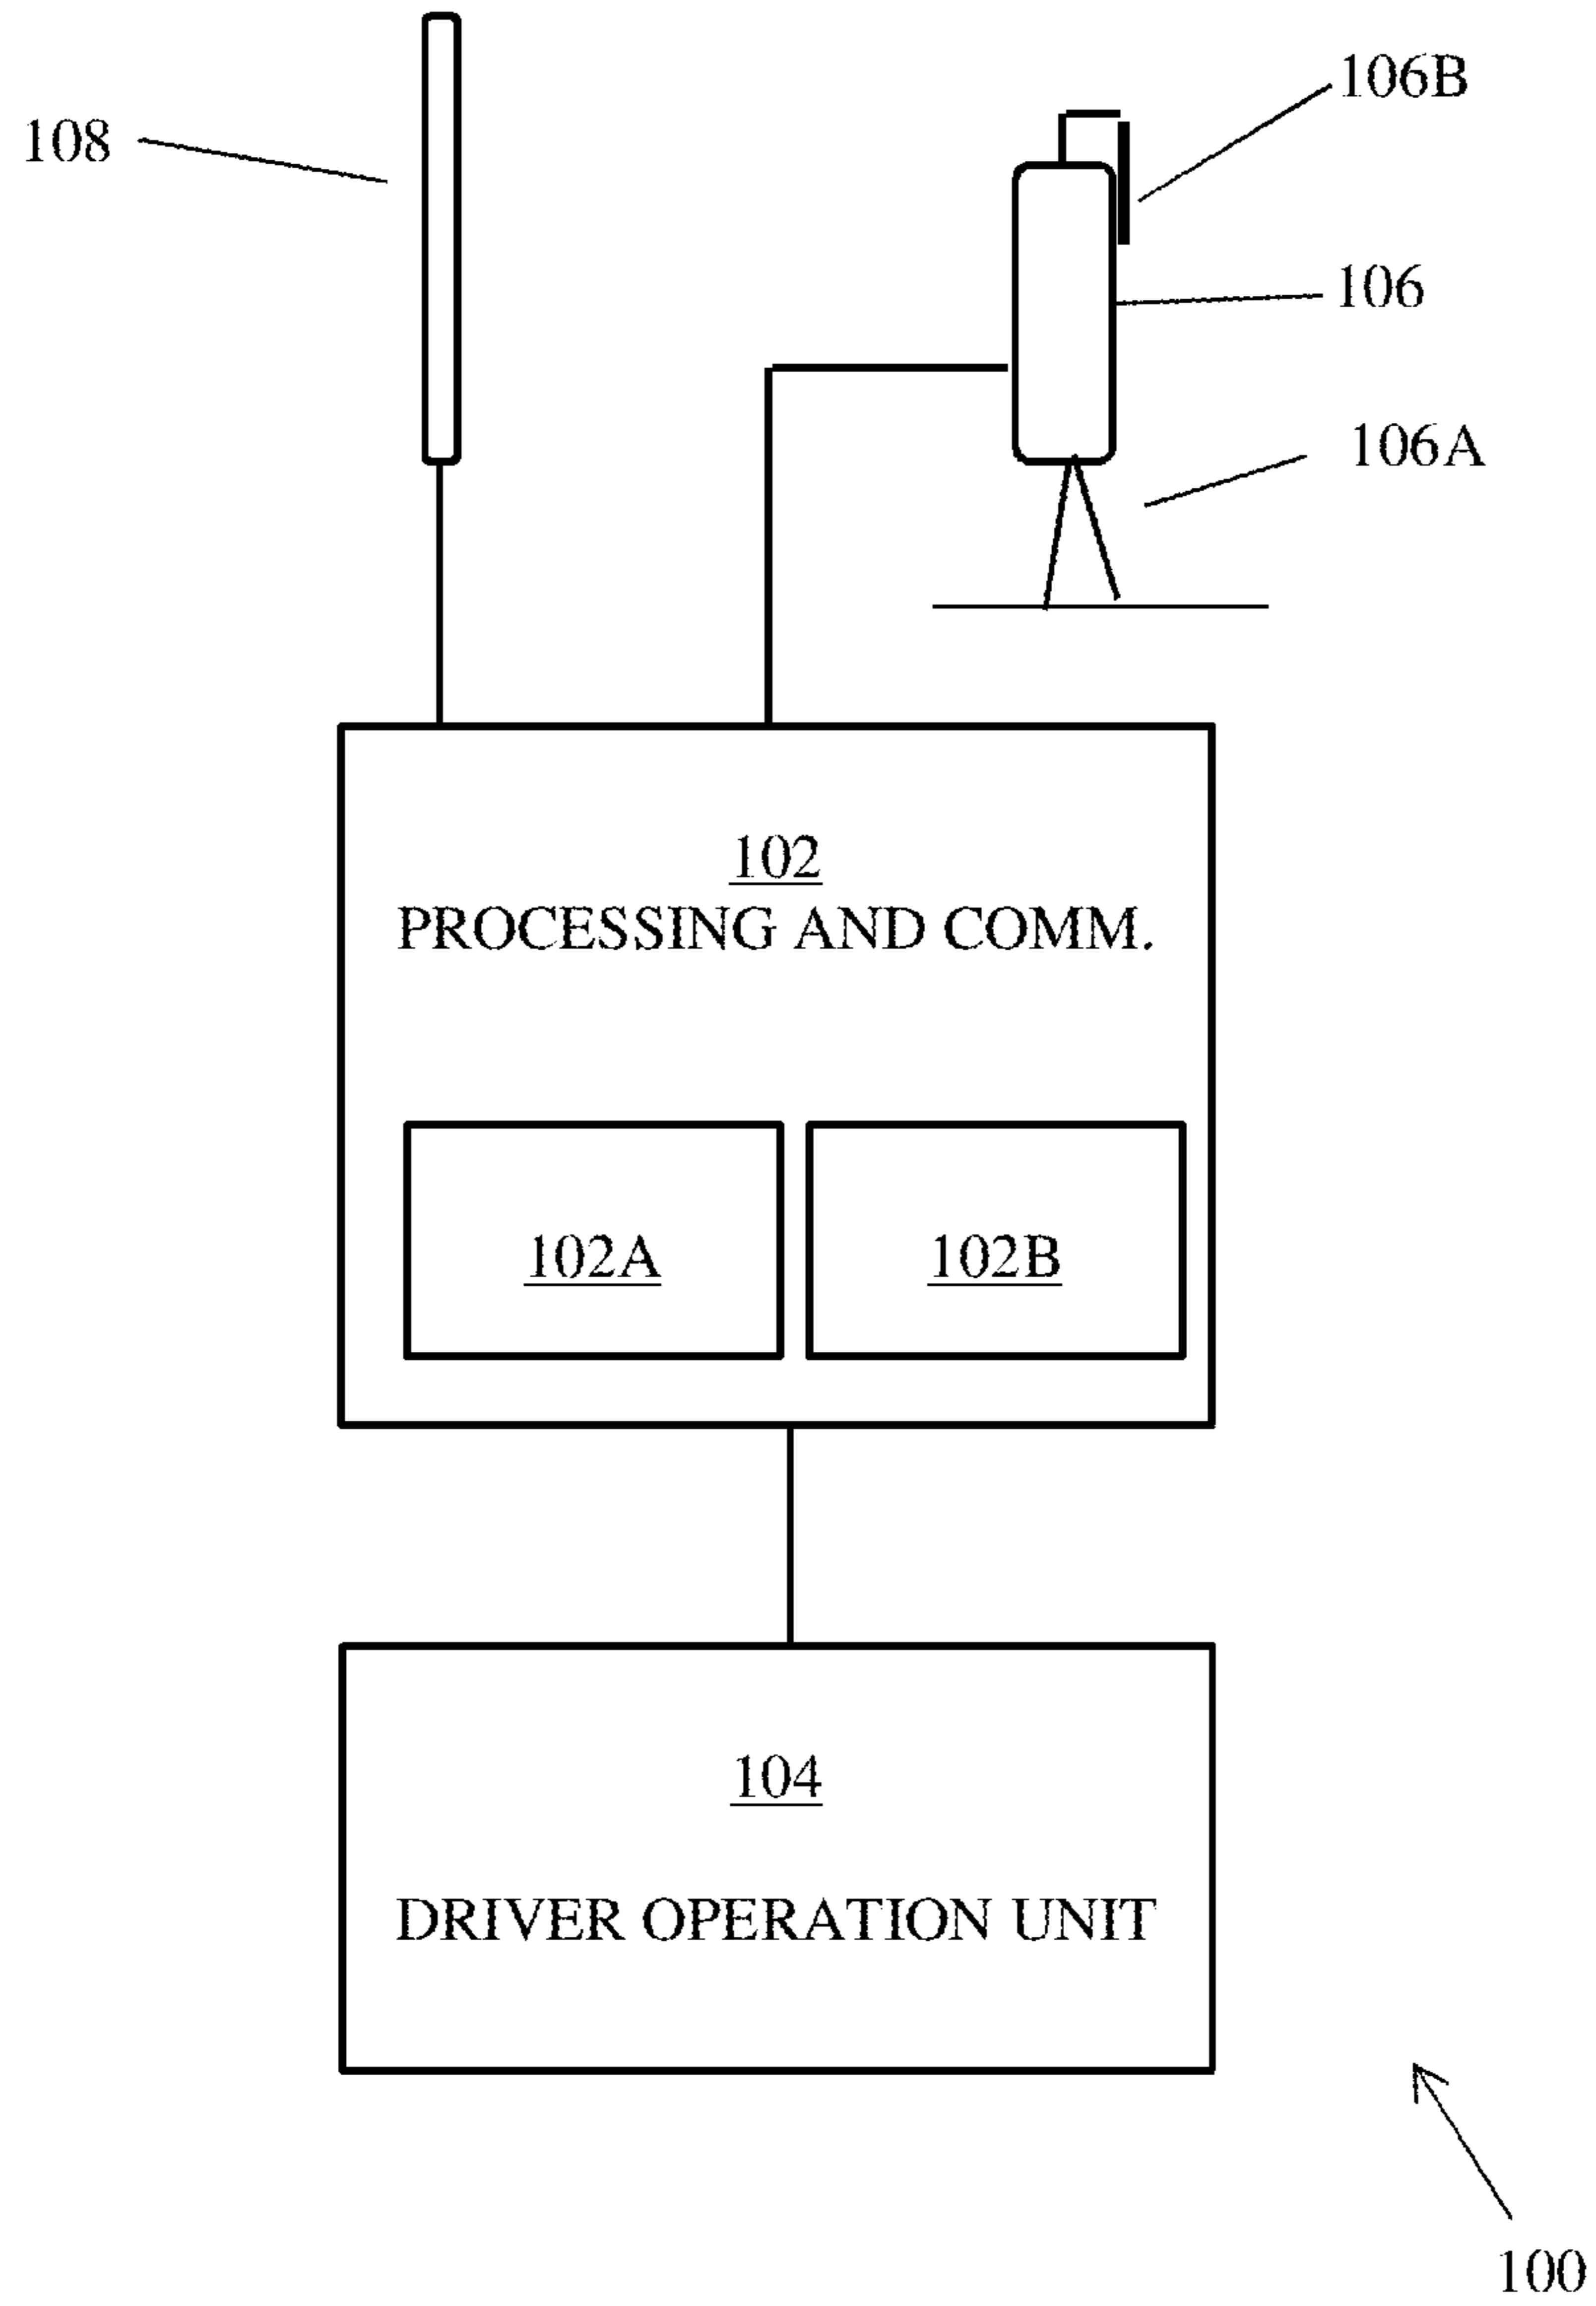 106B
108
106
106A
102
PROCESSING AND COMM.
102A
102B
104
DRIVER OPERATION UNIT
100